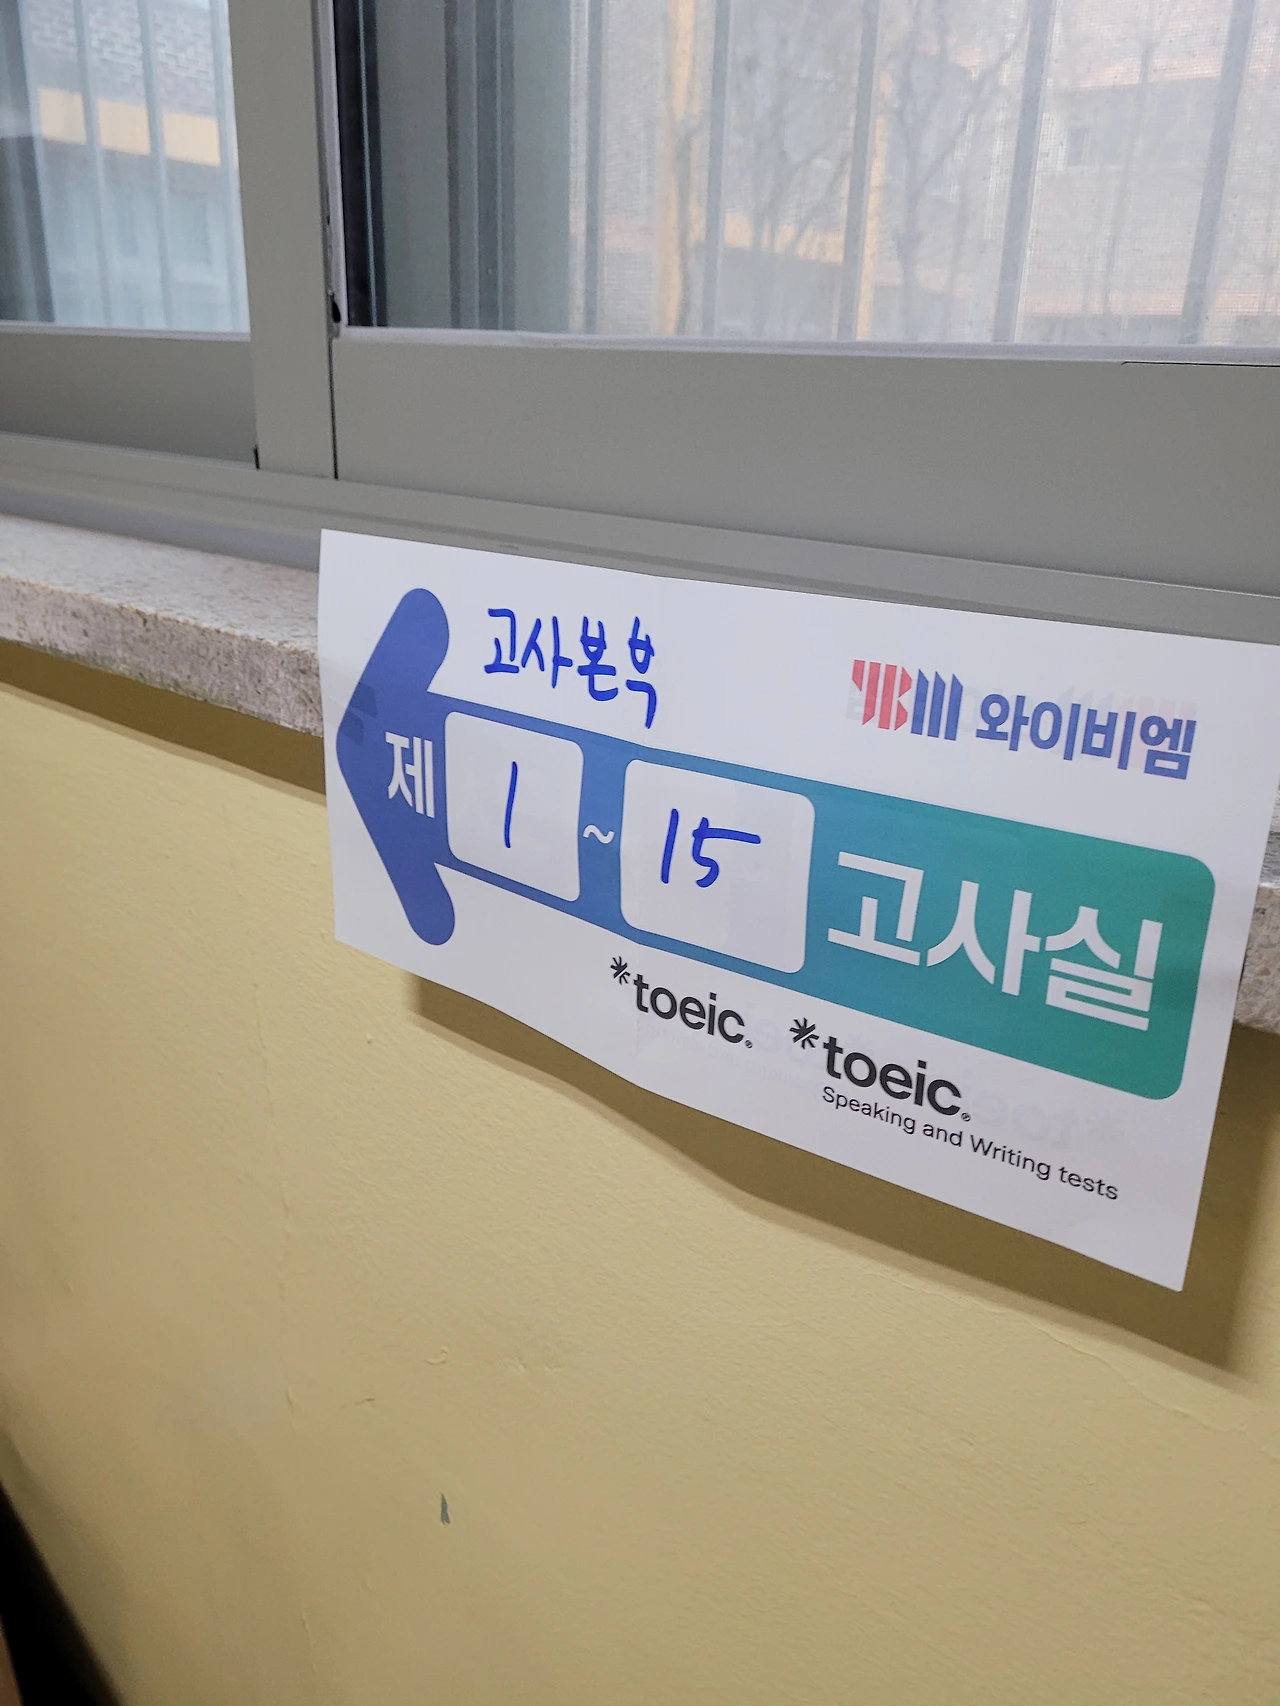 고사본부
YBM 와이비엠
제 1 ~ 15 고사실
*toeic® *toeic®
Speaking and Writing tests